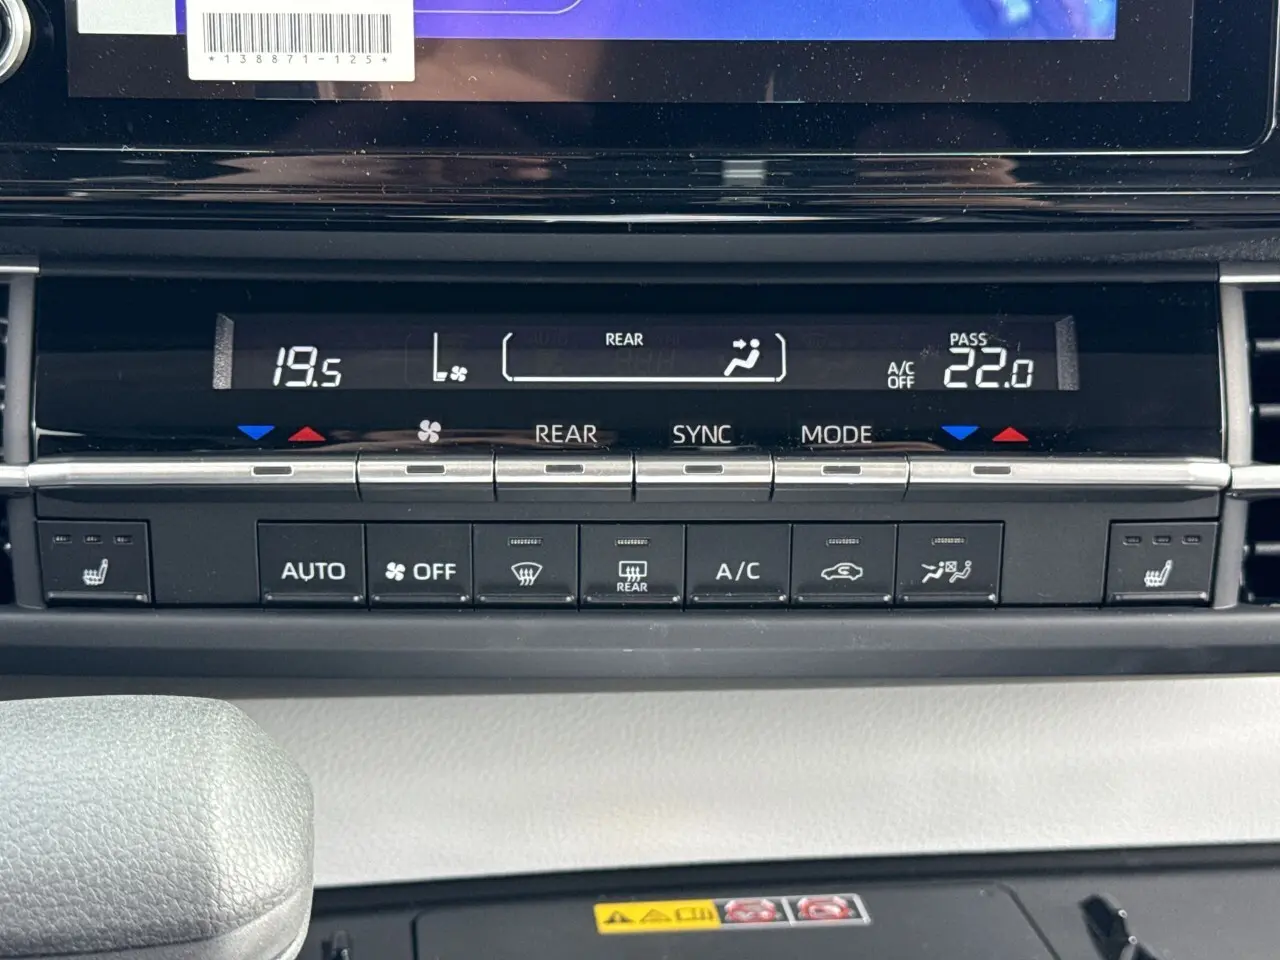 *138871-125*
19.5
REAR
A/C OFF
PASS
22.0
REAR
SYNC
MODE
AUTO
OFF
REAR
A/C